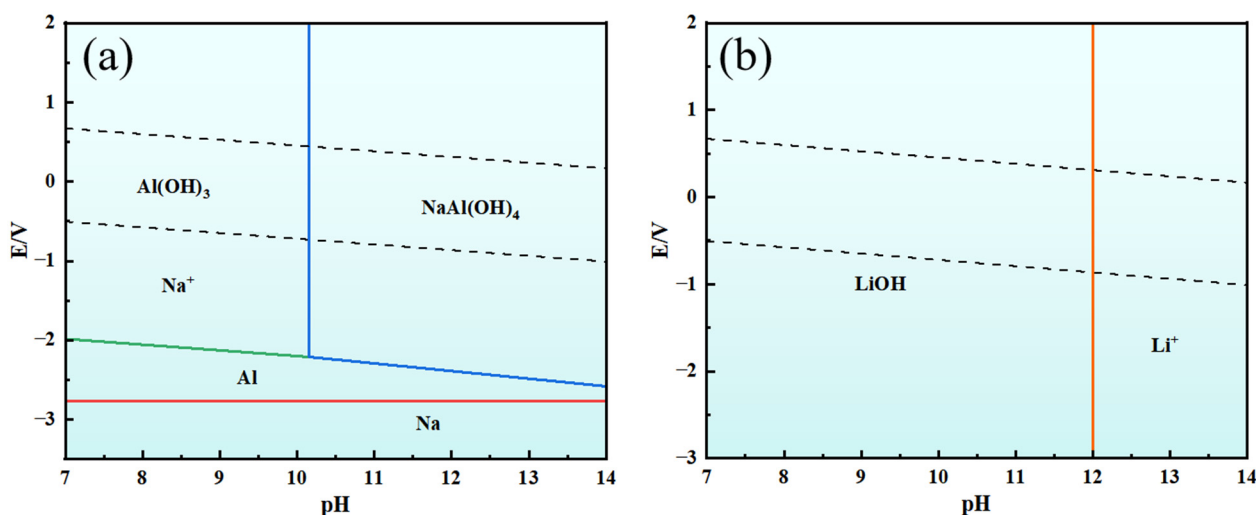 (a)
2
1
0
−1
−2
−3
E/V
Al(OH)3
NaAl(OH)4
Na+
Al
Na
7 8 9 10 11 12 13 14
pH
(b)
2
1
0
−1
−2
−3
E/V
LiOH
Li+
7 8 9 10 11 12 13 14
pH